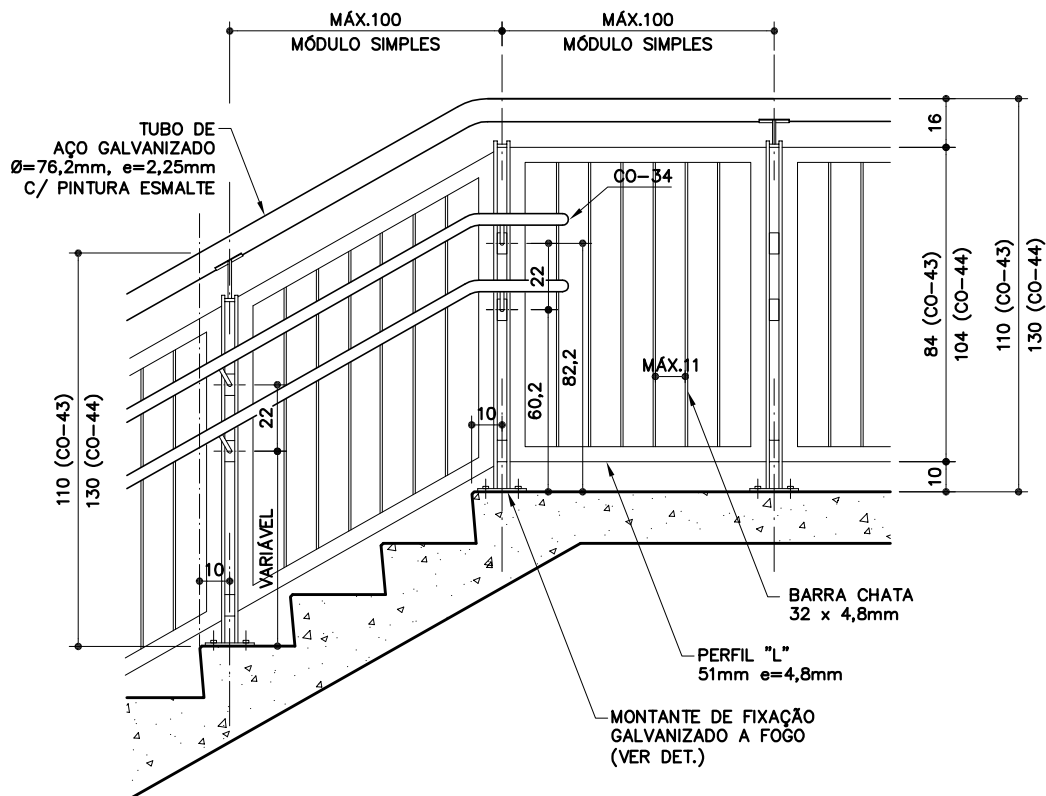 MÁX.100
MÓDULO SIMPLES
MÁX.100
MÓDULO SIMPLES
TUBO DE
AÇO GALVANIZADO
Ø=76,2mm, e=2,25mm
C/ PINTURA ESMALTE
CO-34
16
84 (CO-43)
104 (CO-44)
110 (CO-43)
130 (CO-44)
10
22
60,2
82,2
MÁX.11
10
22
VARIÁVEL
10
110 (CO-43)
130 (CO-44)
BARRA CHATA
32 x 4,8mm
PERFIL "L"
51mm e=4,8mm
MONTANTE DE FIXAÇÃO
GALVANIZADO A FOGO
(VER DET.)